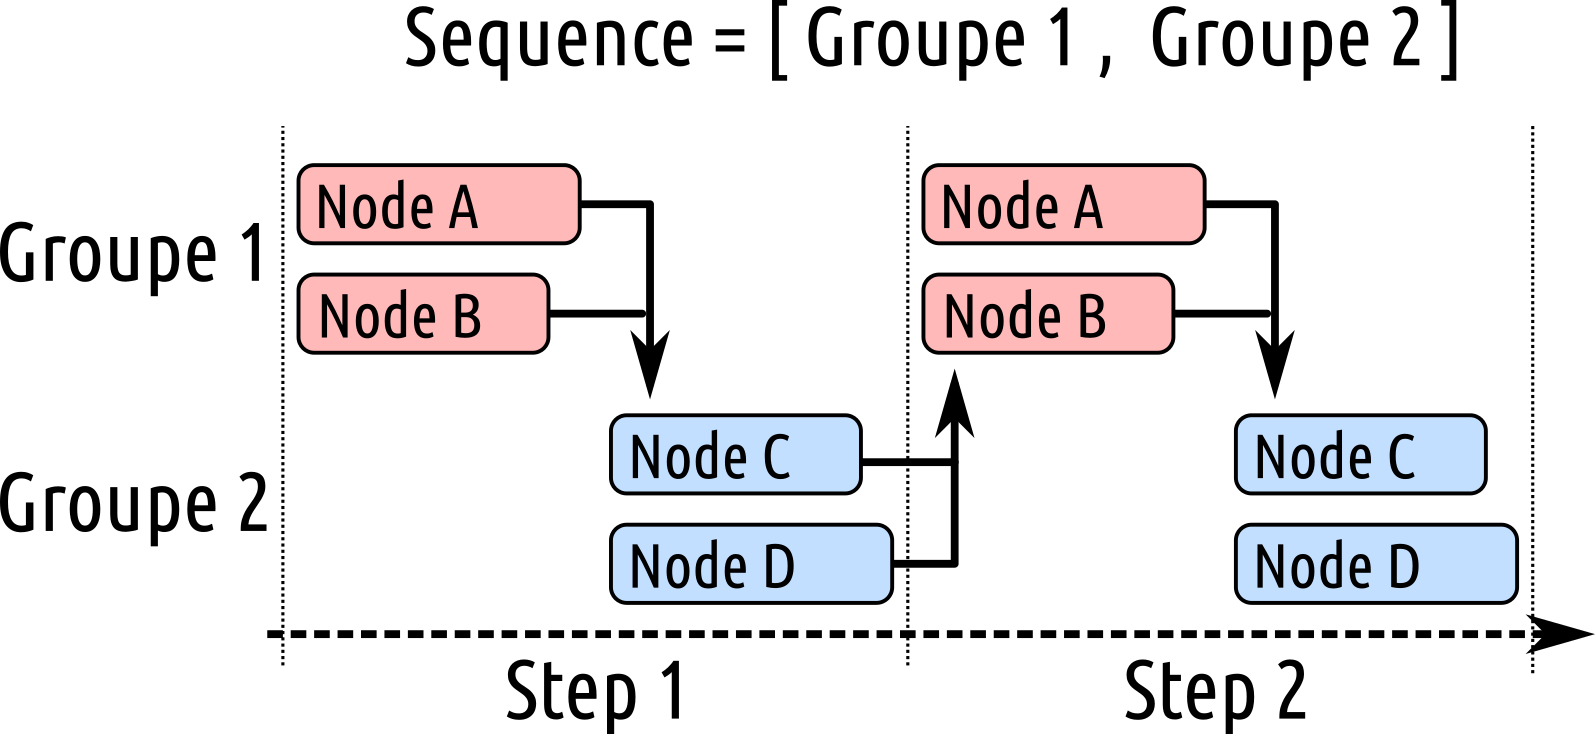 Sequence = [ Groupe 1 , Groupe 2 ]
Groupe 1
Node A
Node B
Node A
Node B
Groupe 2
Node C
Node D
Node C
Node D
Step 1
Step 2